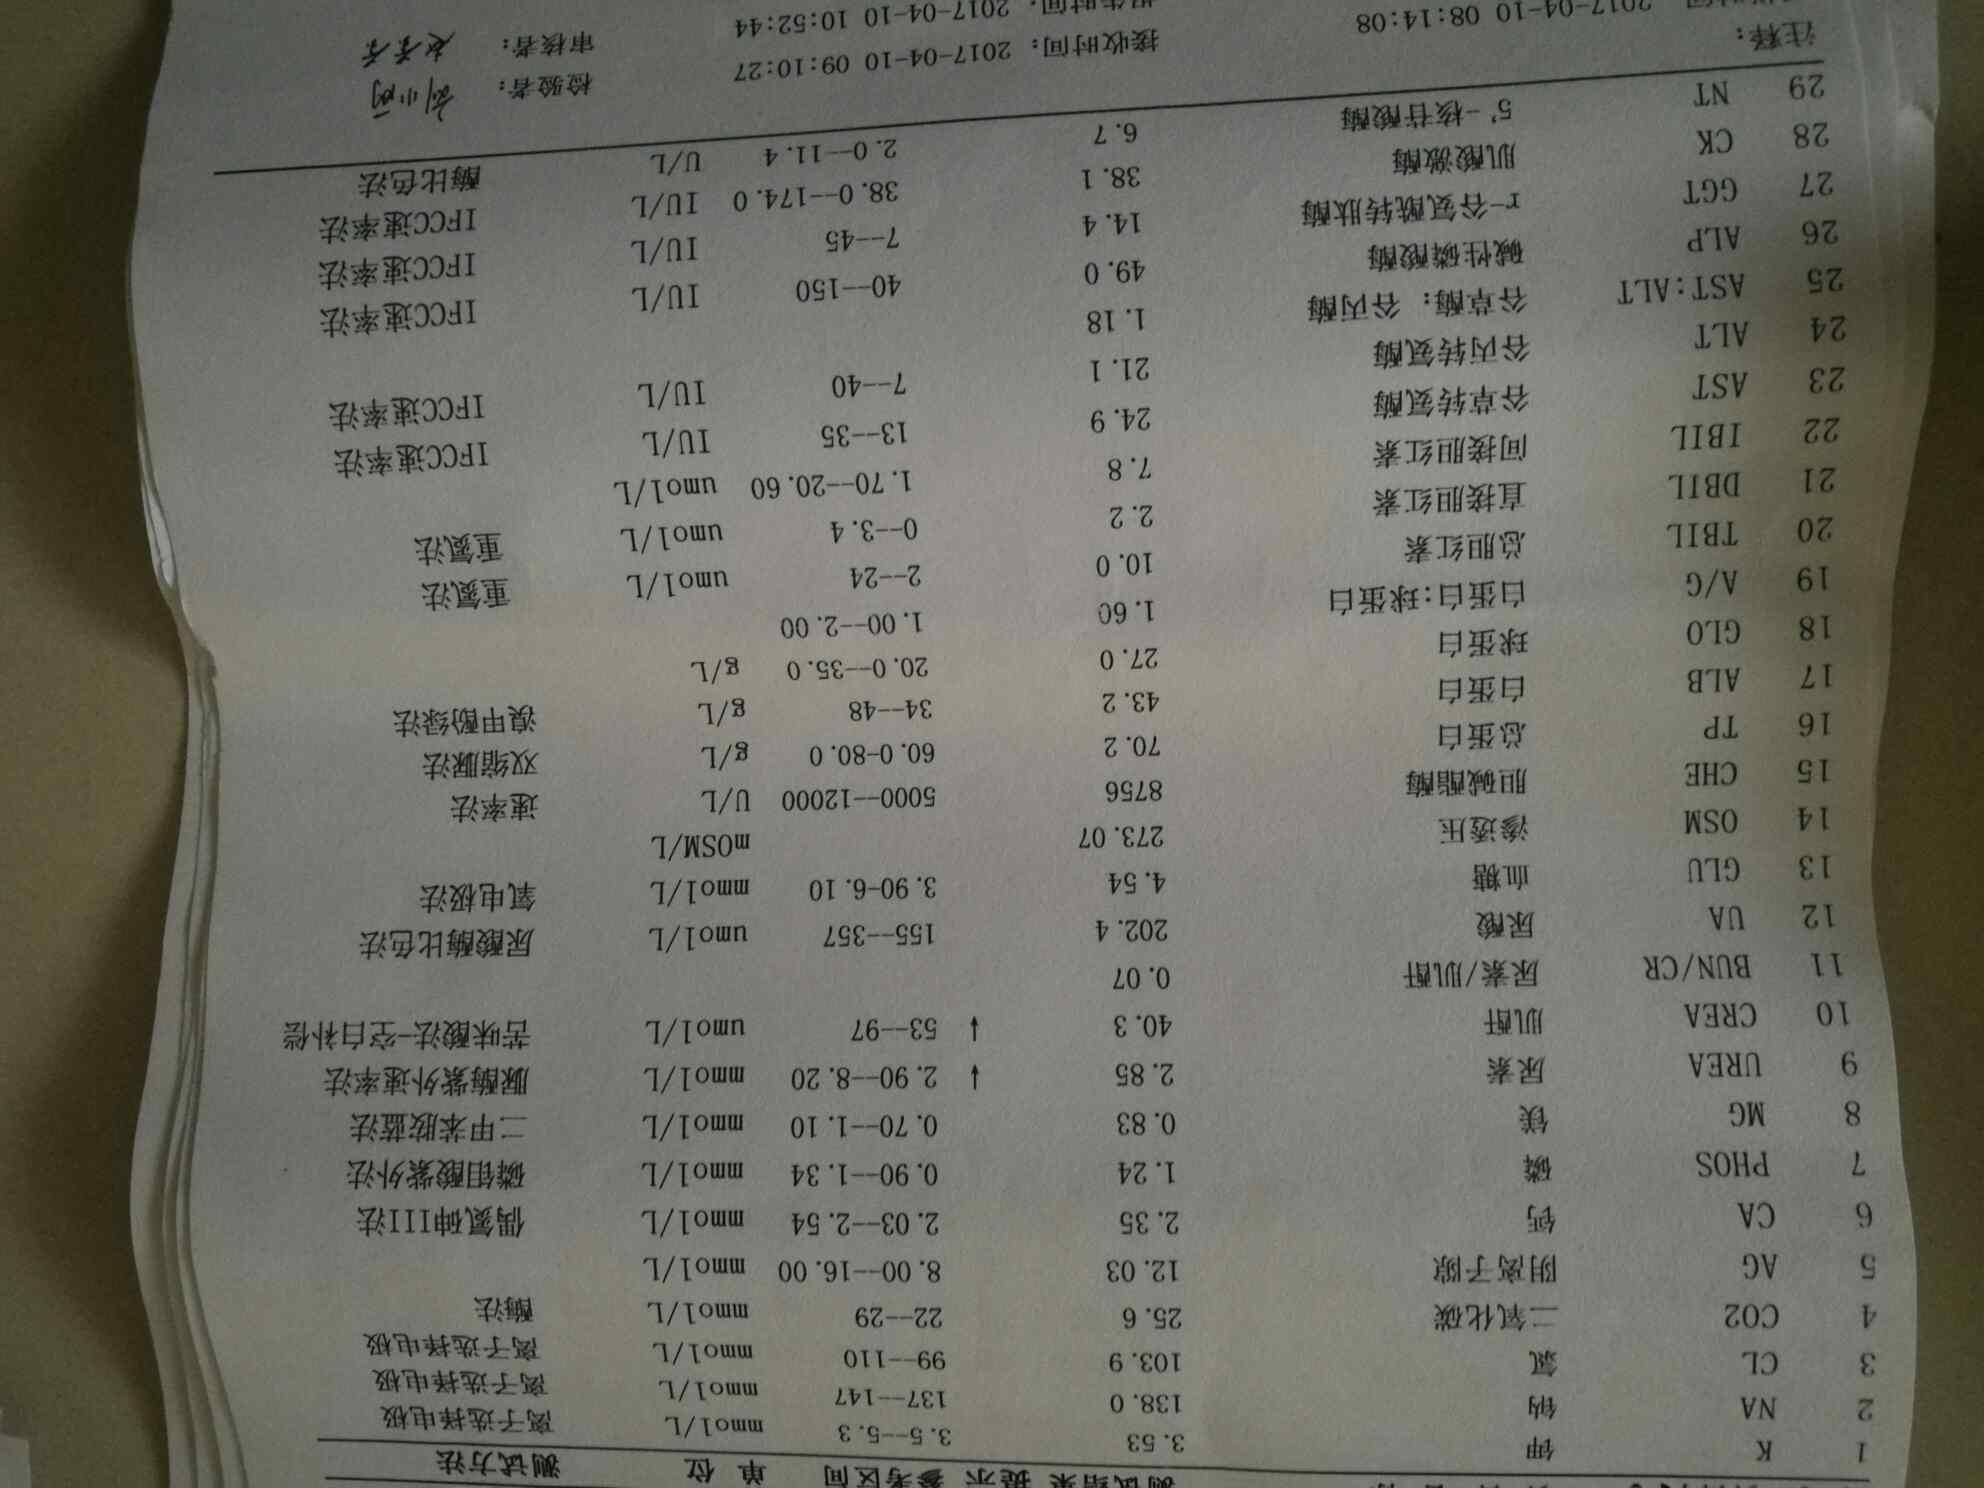 测试结果 提示 参考区间 单 位 测试方法
1 K 钾 3.53 3.5--5.3 mmol/L 离子选择电极
2 NA 钠 138.0 137--147 mmol/L 离子选择电极
3 CL 氯 103.9 99--110 mmol/L 离子选择电极
4 CO2 二氧化碳 25.6 22--29 mmol/L 酶法
5 AG 阴离子隙 12.03 8.00--16.00 mmol/L
6 CA 钙 2.35 2.03--2.54 mmol/L 偶氮砷III法
7 PHOS 磷 1.24 0.90--1.34 mmol/L 磷钼酸紫外法
8 MG 镁 0.83 0.70--1.10 mmol/L 二甲苯胺蓝法
9 UREA 尿素 2.85 ↓ 2.90--8.20 mmol/L 脲酶紫外速率法
10 CREA 肌酐 40.3 ↓ 53--97 umol/L 苦味酸法-空白补偿
11 BUN/CR 尿素/肌酐 0.07
12 UA 尿酸 202.4 155--357 umol/L 尿酸酶比色法
13 GLU 血糖 4.54 3.90-6.10 mmol/L 氧电极法
14 OSM 渗透压 273.07 mOSM/L
15 CHE 胆碱酯酶 8756 5000--12000 U/L 速率法
16 TP 总蛋白 70.2 60.0-80.0 g/L 双缩脲法
17 ALB 白蛋白 43.2 34--48 g/L 溴甲酚绿法
18 GLO 球蛋白 27.0 20.0--35.0 g/L
19 A/G 白蛋白:球蛋白 1.60 1.00--2.00
20 TBIL 总胆红素 10.0 2--24 umol/L 重氮法
21 DBIL 直接胆红素 2.2 0--3.4 umol/L 重氮法
22 IBIL 间接胆红素 7.8 1.70--20.60 umol/L
23 AST 谷草转氨酶 24.9 13--35 IU/L IFCC速率法
24 ALT 谷丙转氨酶 21.1 7--40 IU/L IFCC速率法
25 AST:ALT 谷草酶:谷丙酶 1.18
26 ALP 碱性磷酸酶 49.0 40--150 IU/L IFCC速率法
27 GGT r-谷氨酰转肽酶 14.4 7--45 IU/L IFCC速率法
28 CK 肌酸激酶 38.1 38.0--174.0 IU/L IFCC速率法
29 NT 5'-核苷酸酶 6.7 2.0--11.4 U/L 酶比色法
注释:
接收时间: 2017-04-10 09:10:27 检验者:
2017-04-10 08:14:08 报告时间: 2017-04-10 10:52:44 审核者: